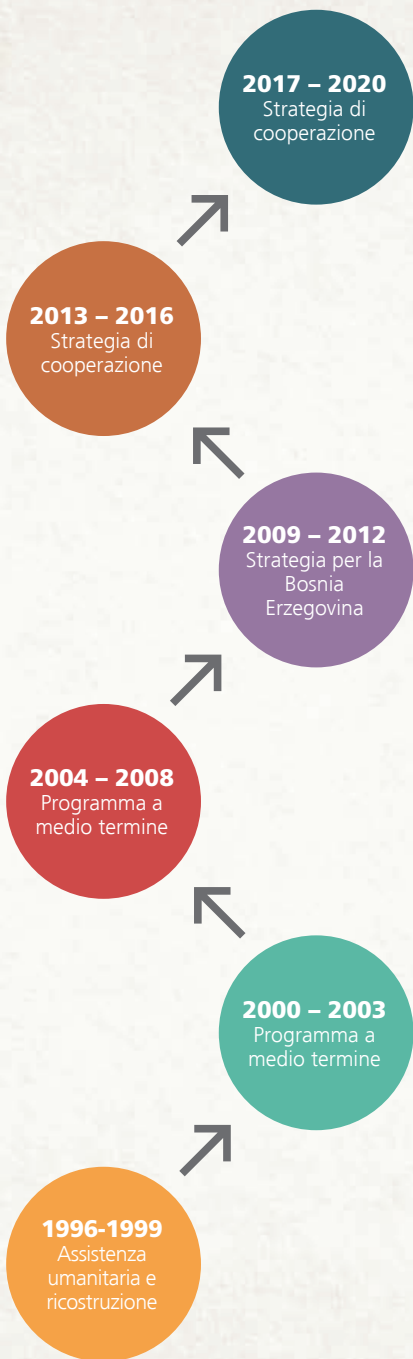 2017 – 2020
Strategia di
cooperazione
2013 – 2016
Strategia di
cooperazione
2009 – 2012
Strategia per la
Bosnia
Erzegovina
2004 – 2008
Programma a
medio termine
2000 – 2003
Programma a
medio termine
1996-1999
Assistenza
umanitaria e
ricostruzione